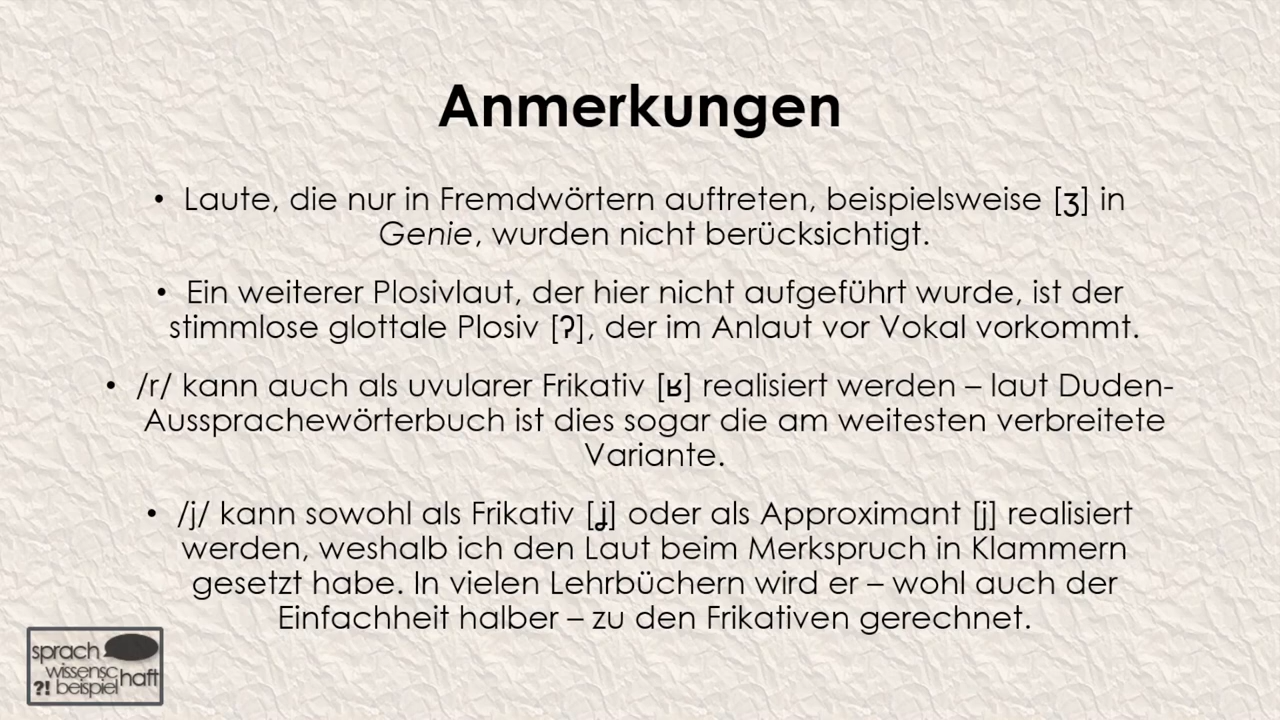 Anmerkungen
• Laute, die nur in Fremdwörtern auftreten, beispielsweise [ʒ] in
Genie, wurden nicht berücksichtigt.
• Ein weiterer Plosivlaut, der hier nicht aufgeführt wurde, ist der
stimmlose glottale Plosiv [ʔ], der im Anlaut vor Vokal vorkommt.
• /r/ kann auch als uvularer Frikativ [ʁ] realisiert werden – laut Duden-
Aussprachewörterbuch ist dies sogar die am weitesten verbreitete
Variante.
• /j/ kann sowohl als Frikativ [ʝ] oder als Approximant [j] realisiert
werden, weshalb ich den Laut beim Merkspruch in Klammern
gesetzt habe. In vielen Lehrbüchern wird er – wohl auch der
Einfachheit halber – zu den Frikativen gerechnet.
sprach
wissensc
haft
?! beispiel